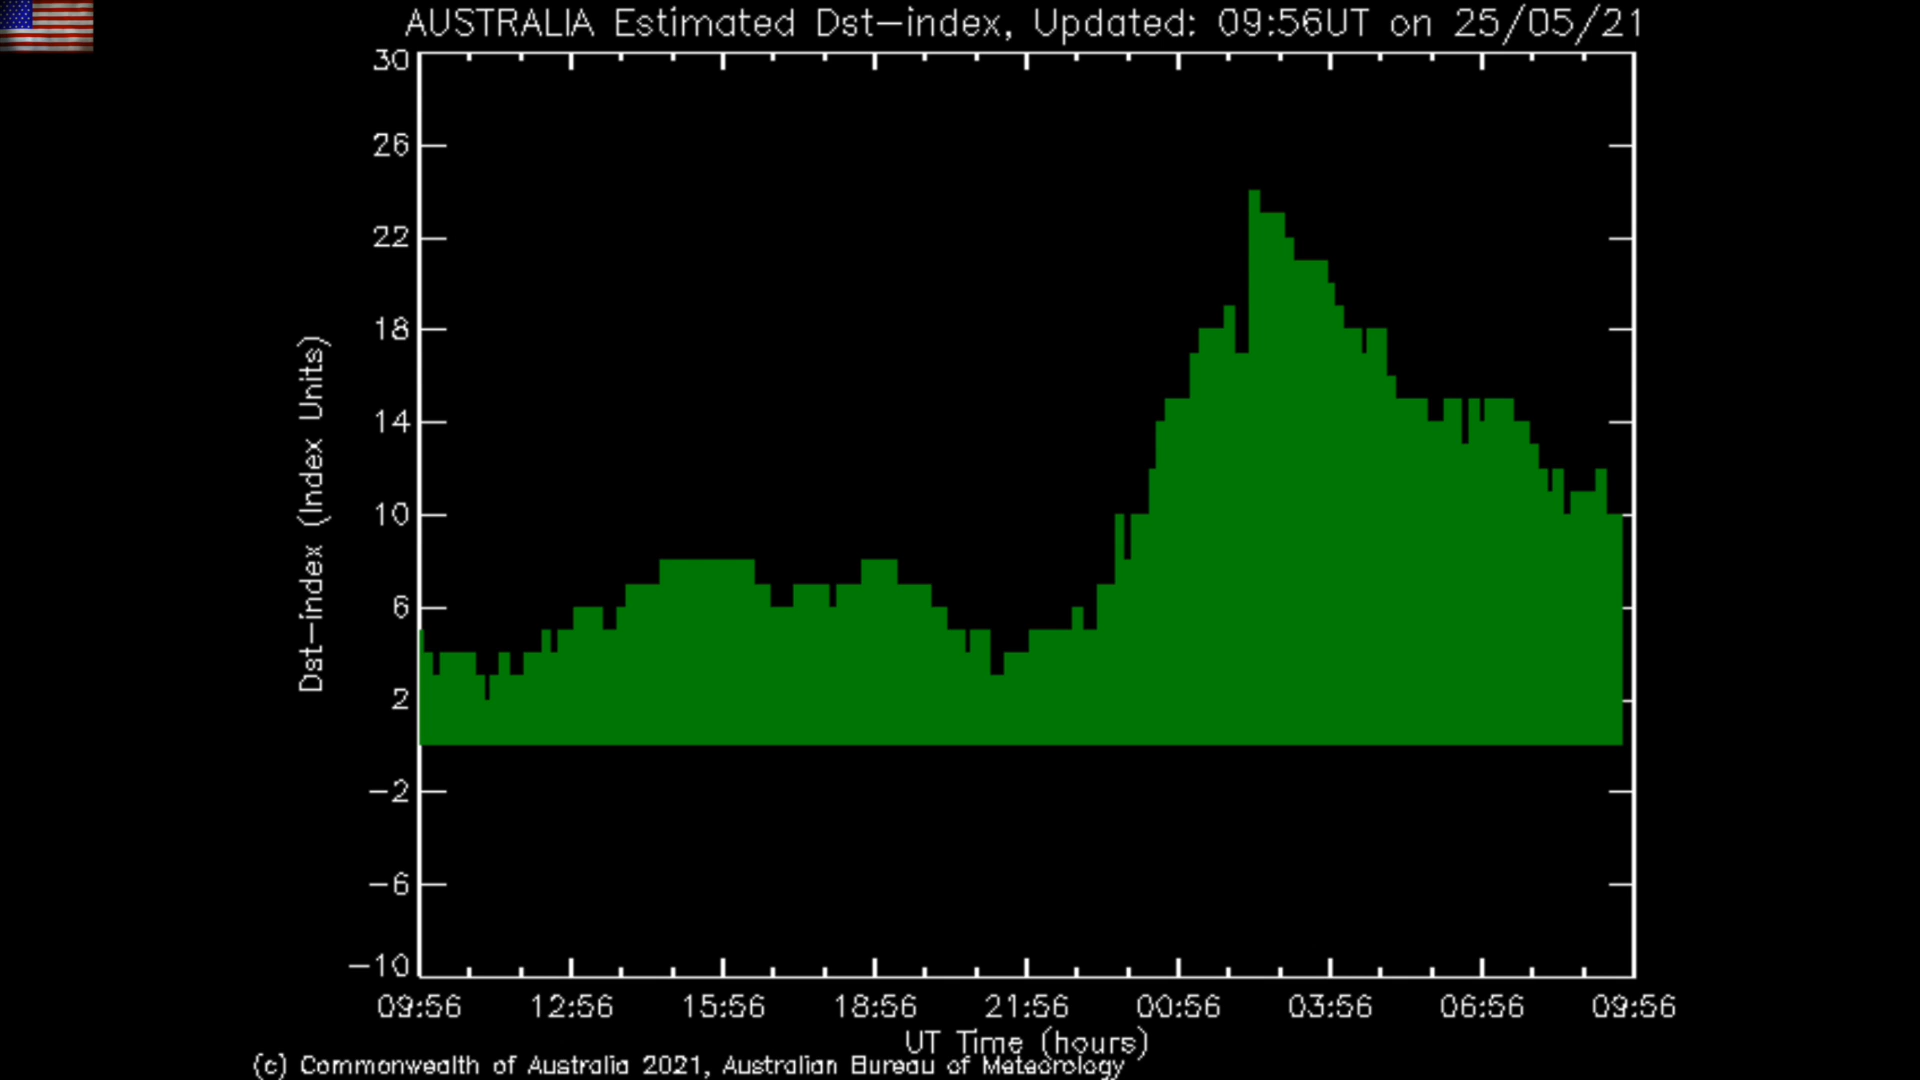 AUSTRALIA Estimated Dst-index, Updated: 09:56UT on 25/05/21
30
26
22
18
14
10
6
2
-2
-6
-10
Dst-index (Index Units)
09:56 12:56 15:56 18:56 21:56 00:56 03:56 06:56 09:56
UT Time (hours)
(c) Commonwealth of Australia 2021, Australian Bureau of Meteorology